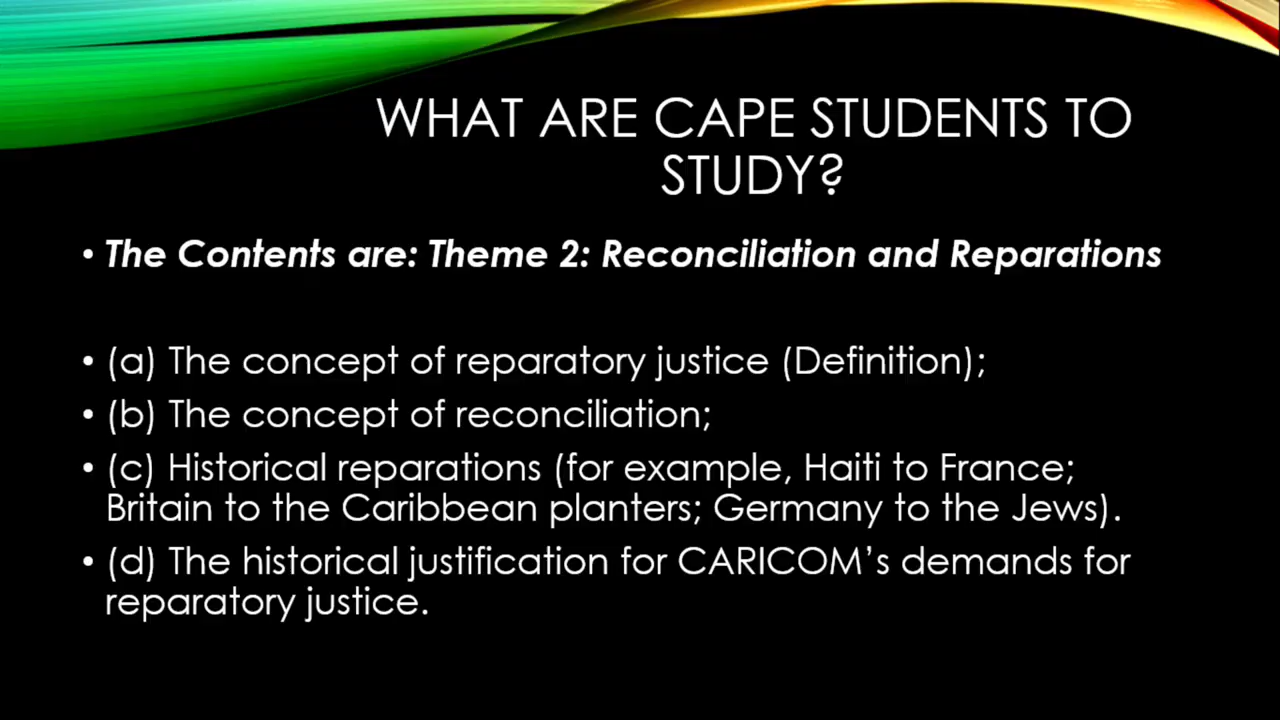 WHAT ARE CAPE STUDENTS TO
STUDY?
• The Contents are: Theme 2: Reconciliation and Reparations
• (a) The concept of reparatory justice (Definition);
• (b) The concept of reconciliation;
• (c) Historical reparations (for example, Haiti to France;
Britain to the Caribbean planters; Germany to the Jews).
• (d) The historical justification for CARICOM’s demands for
reparatory justice.